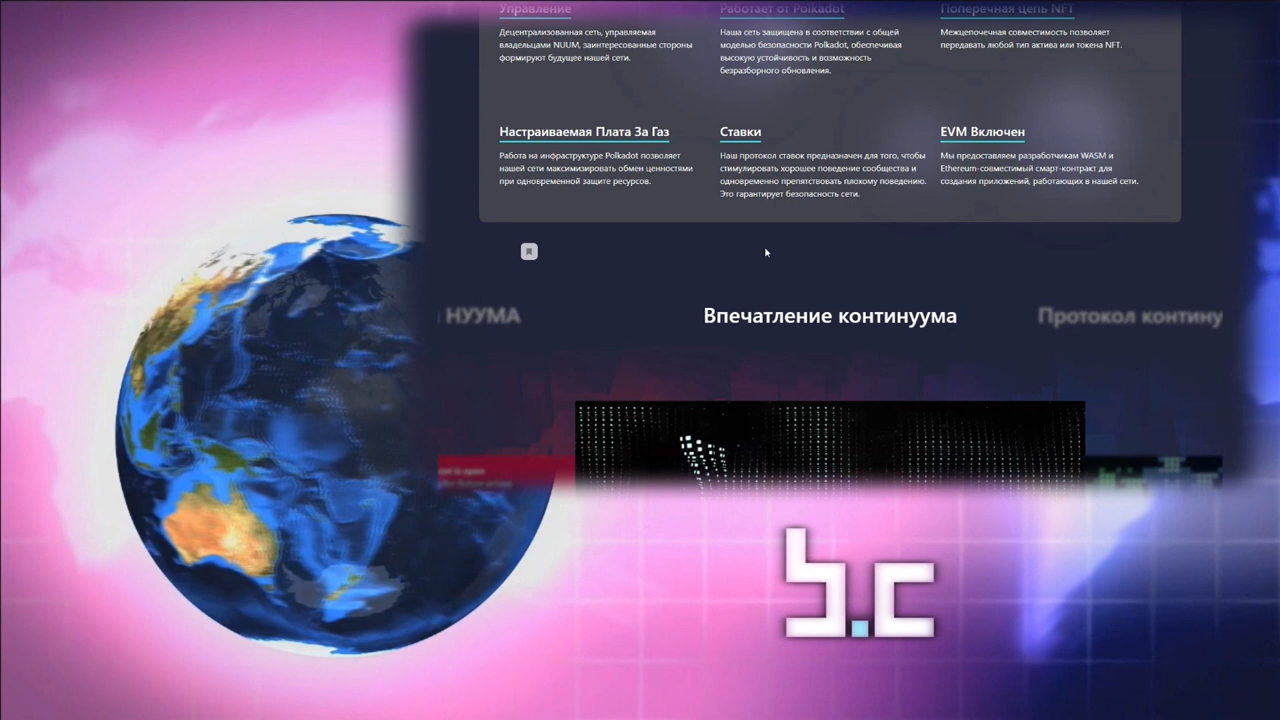 Управление
Работает от Polkadot
Поперечная цепь NFT
Децентрализованная сеть, управляемая
владельцами NUUM, заинтересованные стороны
формируют будущее нашей сети.
Наша сеть защищена в соответствии с общей
моделью безопасности Polkadot, обеспечивая
высокую устойчивость и возможность
безразборного обновления.
Межцепочечная совместимость позволяет
передавать любой тип актива или токена NFT.
Настраиваемая Плата За Газ
Работа на инфраструктуре Polkadot позволяет
нашей сети максимизировать обмен ценностями
при одновременной защите ресурсов.
Ставки
Наш протокол ставок предназначен для того, чтобы
стимулировать хорошее поведение сообщества и
одновременно препятствовать плохому поведению.
Это гарантирует безопасность сети.
EVM Включен
Мы предоставляем разработчикам WASM и
Ethereum-совместимый смарт-контракт для
создания приложений, работающих в нашей сети.
НУУМА
Впечатление континуума
Протокол контину